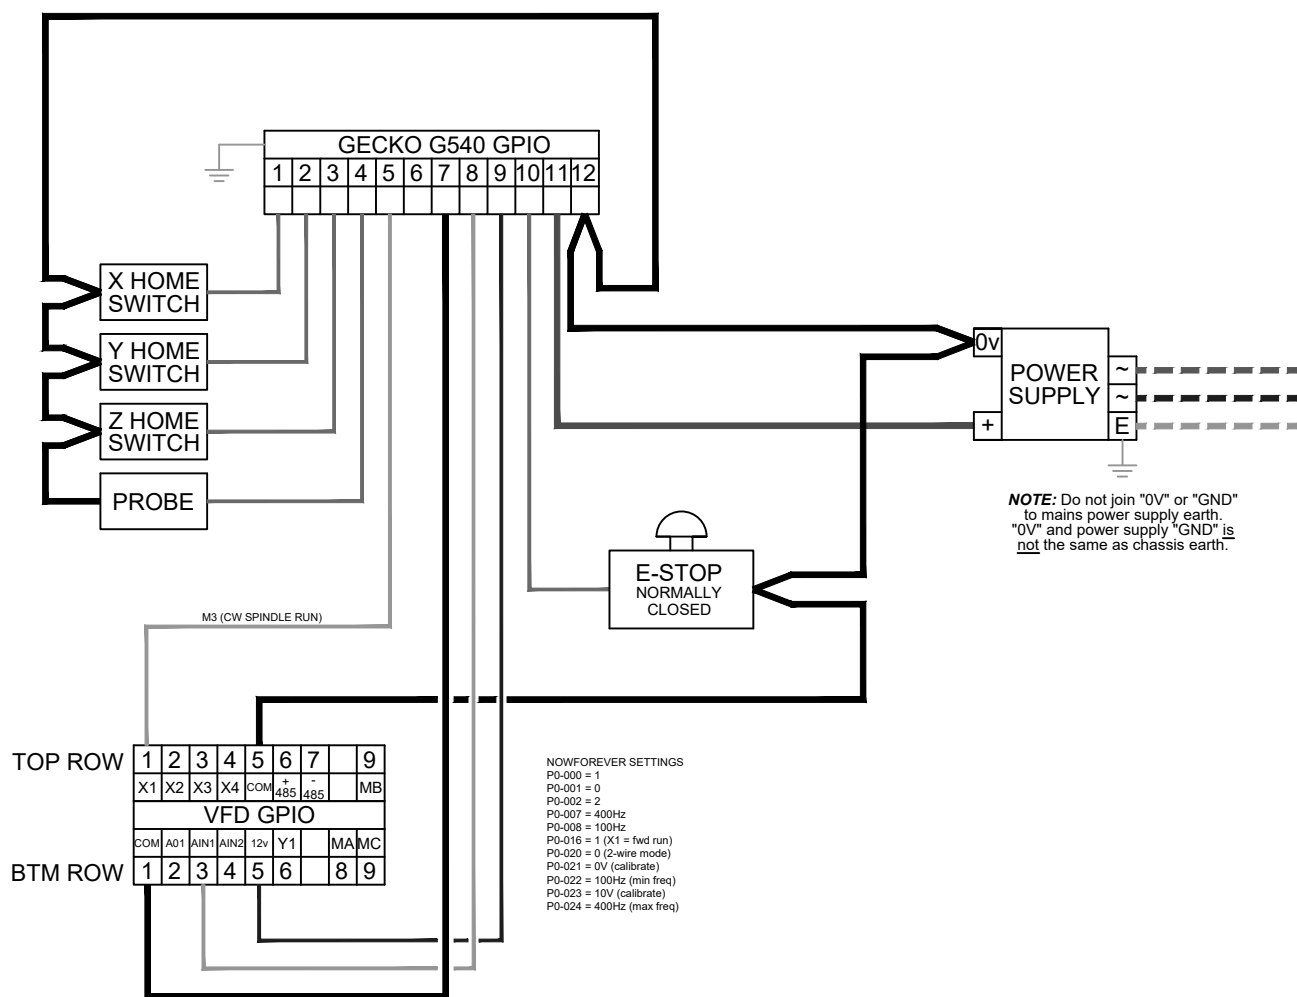 GECKO G540 GPIO
1 2 3 4 5 6 7 8 9 10 11 12
X HOME
SWITCH
Y HOME
SWITCH
Z HOME
SWITCH
PROBE
0v
POWER
SUPPLY
+
~
~
E
NOTE: Do not join "0V" or "GND"
to mains power supply earth.
"0V" and power supply "GND" is
not the same as chassis earth.
E-STOP
NORMALLY
CLOSED
M3 (CW SPINDLE RUN)
TOP ROW 1 2 3 4 5 6 7 9
X1 X2 X3 X4 COM + 485 - 485 MB
VFD GPIO
COM A01 AIN1 AIN2 12v Y1 MA MC
BTM ROW 1 2 3 4 5 6 8 9
NOWFOREVER SETTINGS
P0-000 = 1
P0-001 = 0
P0-002 = 2
P0-007 = 400Hz
P0-008 = 100Hz
P0-016 = 1 (X1 = fwd run)
P0-020 = 0 (2-wire mode)
P0-021 = 0V (calibrate)
P0-022 = 100Hz (min freq)
P0-023 = 10V (calibrate)
P0-024 = 400Hz (max freq)